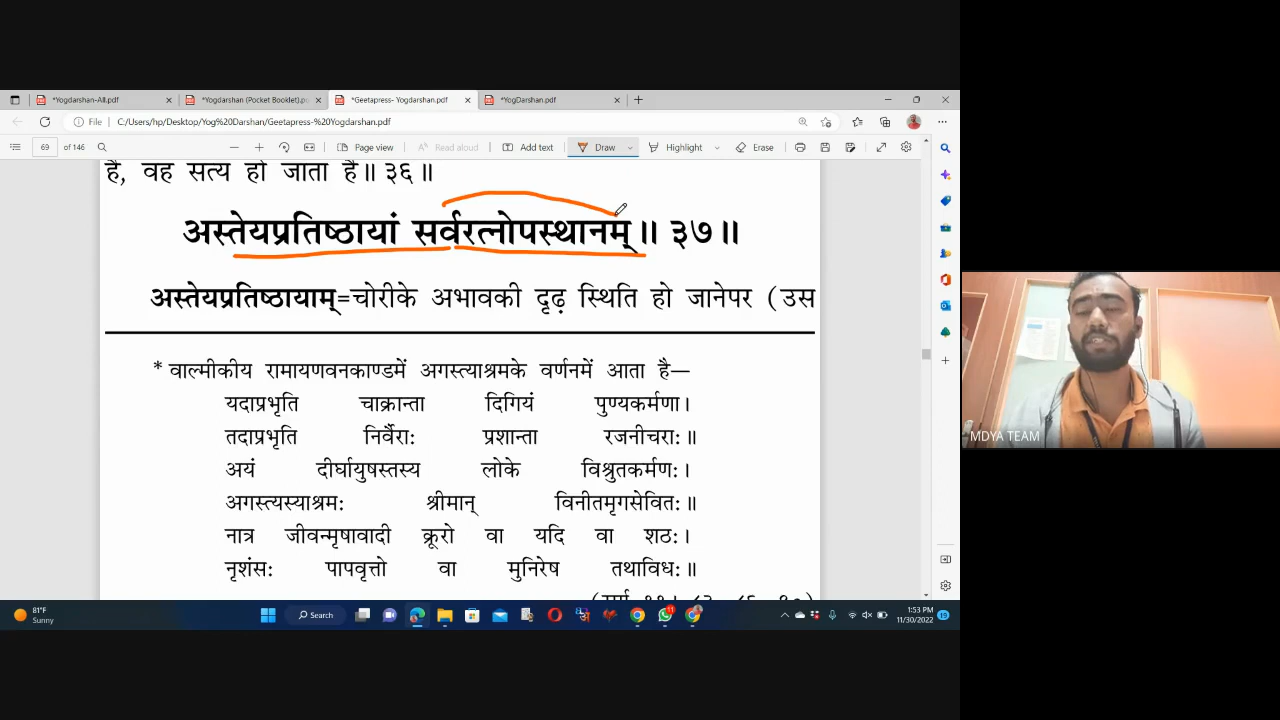 *Yogdarshan-All.pdf
*Yogdarshan (Pocket Booklet).p
*Geetapress- Yogdarshan.pdf
*YogDarshan.pdf
File
C:/Users/hp/Desktop/Yog%20Darshan/Geetapress-%20Yogdarshan.pdf
69 of 146
Page view
Read aloud
Add text
Draw
Highlight
Erase
है, वह सत्य हो जाता है॥ ३६॥
अस्तेयप्रतिष्ठायां सर्वरत्नोपस्थानम्॥ ३७॥
अस्तेयप्रतिष्ठायाम्=चोरीके अभावकी दृढ़ स्थिति हो जानेपर (उस
* वाल्मीकीय रामायणवनकाण्डमें अगस्त्याश्रमके वर्णनमें आता है—
यदाप्रभृति चाक्रान्ता दिगियं पुण्यकर्मणा।
तदाप्रभृति निर्वैराः प्रशान्ता रजनीचराः॥
अयं दीर्घायुषस्तस्य लोके विश्रुतकर्मणः।
अगस्त्यस्याश्रमः श्रीमान् विनीतमृगसेवितः॥
नात्र जीवन्मृषावादी क्रूरो वा यदि वा शठः।
नृशंसः पापवृत्तो वा मुनिरेष तथाविधः॥
MDYA TEAM
81°F
Sunny
Search
1:53 PM
11/30/2022